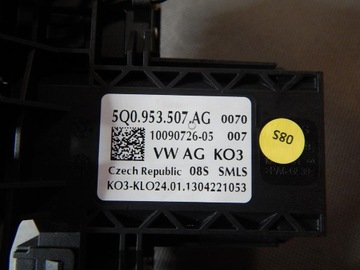 5Q0.953.507.AG 0070
10090726-05 007
VW AG KO3
Czech Republic 08S SMLS
KO3-KLO24.01.1304221053
08S